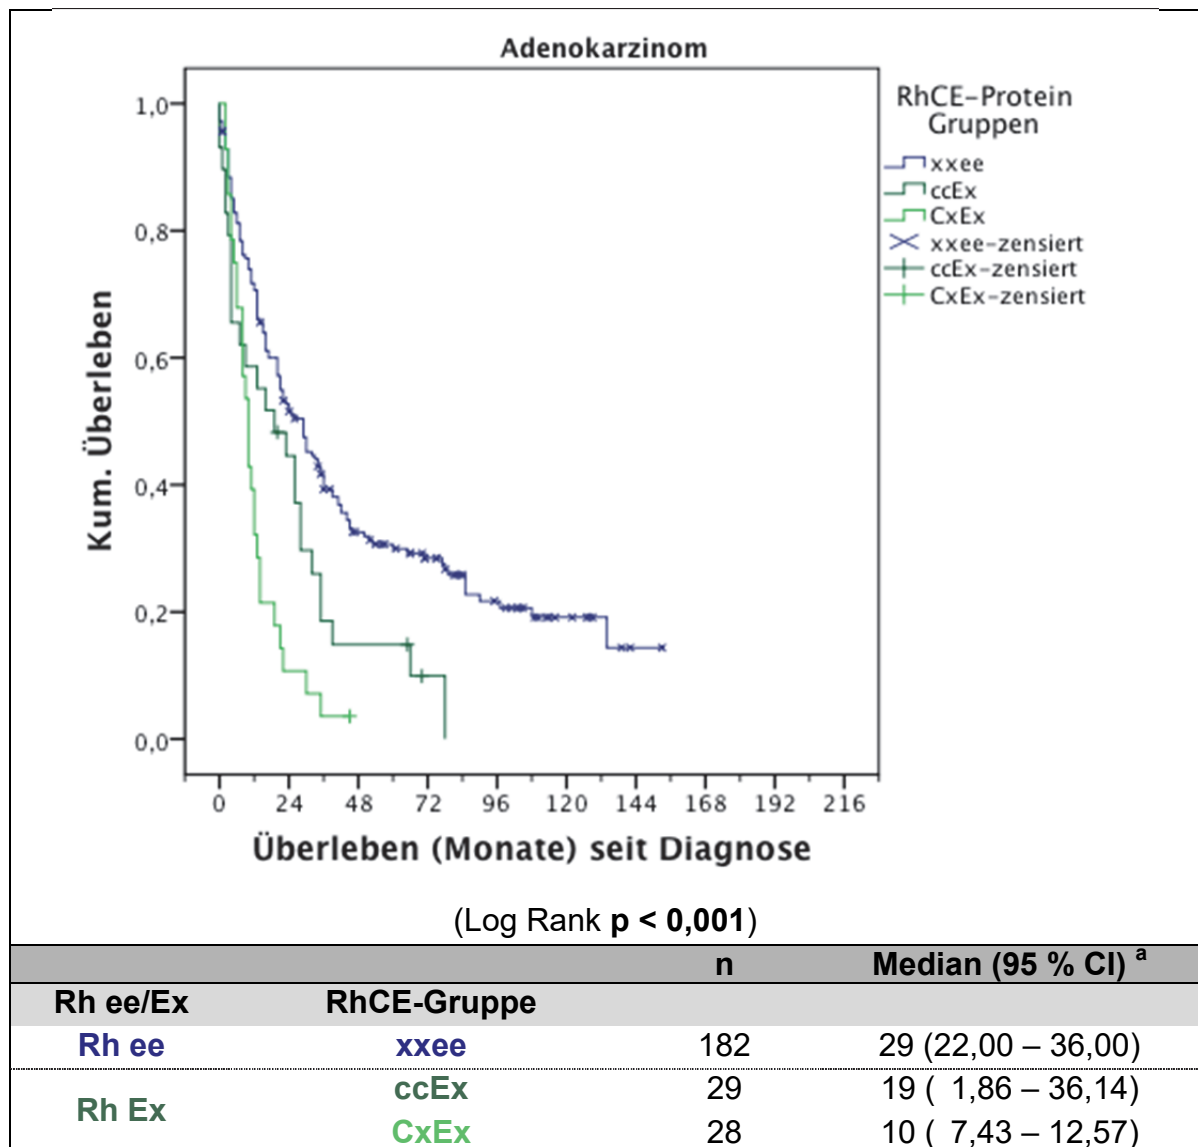 Adenokarzinom
RhCE-Protein
Gruppen
xxee
ccEx
CxEx
xxee-zensiert
ccEx-zensiert
CxEx-zensiert
Kum. Überleben
1,0
0,8
0,6
0,4
0,2
0,0
0 24 48 72 96 120 144 168 192 216
Überleben (Monate) seit Diagnose
(Log Rank p < 0,001)
n Median (95 % CI) a
Rh ee/Ex RhCE-Gruppe
Rh ee xxee 182 29 (22,00 – 36,00)
Rh Ex ccEx 29 19 ( 1,86 – 36,14)
CxEx 28 10 ( 7,43 – 12,57)